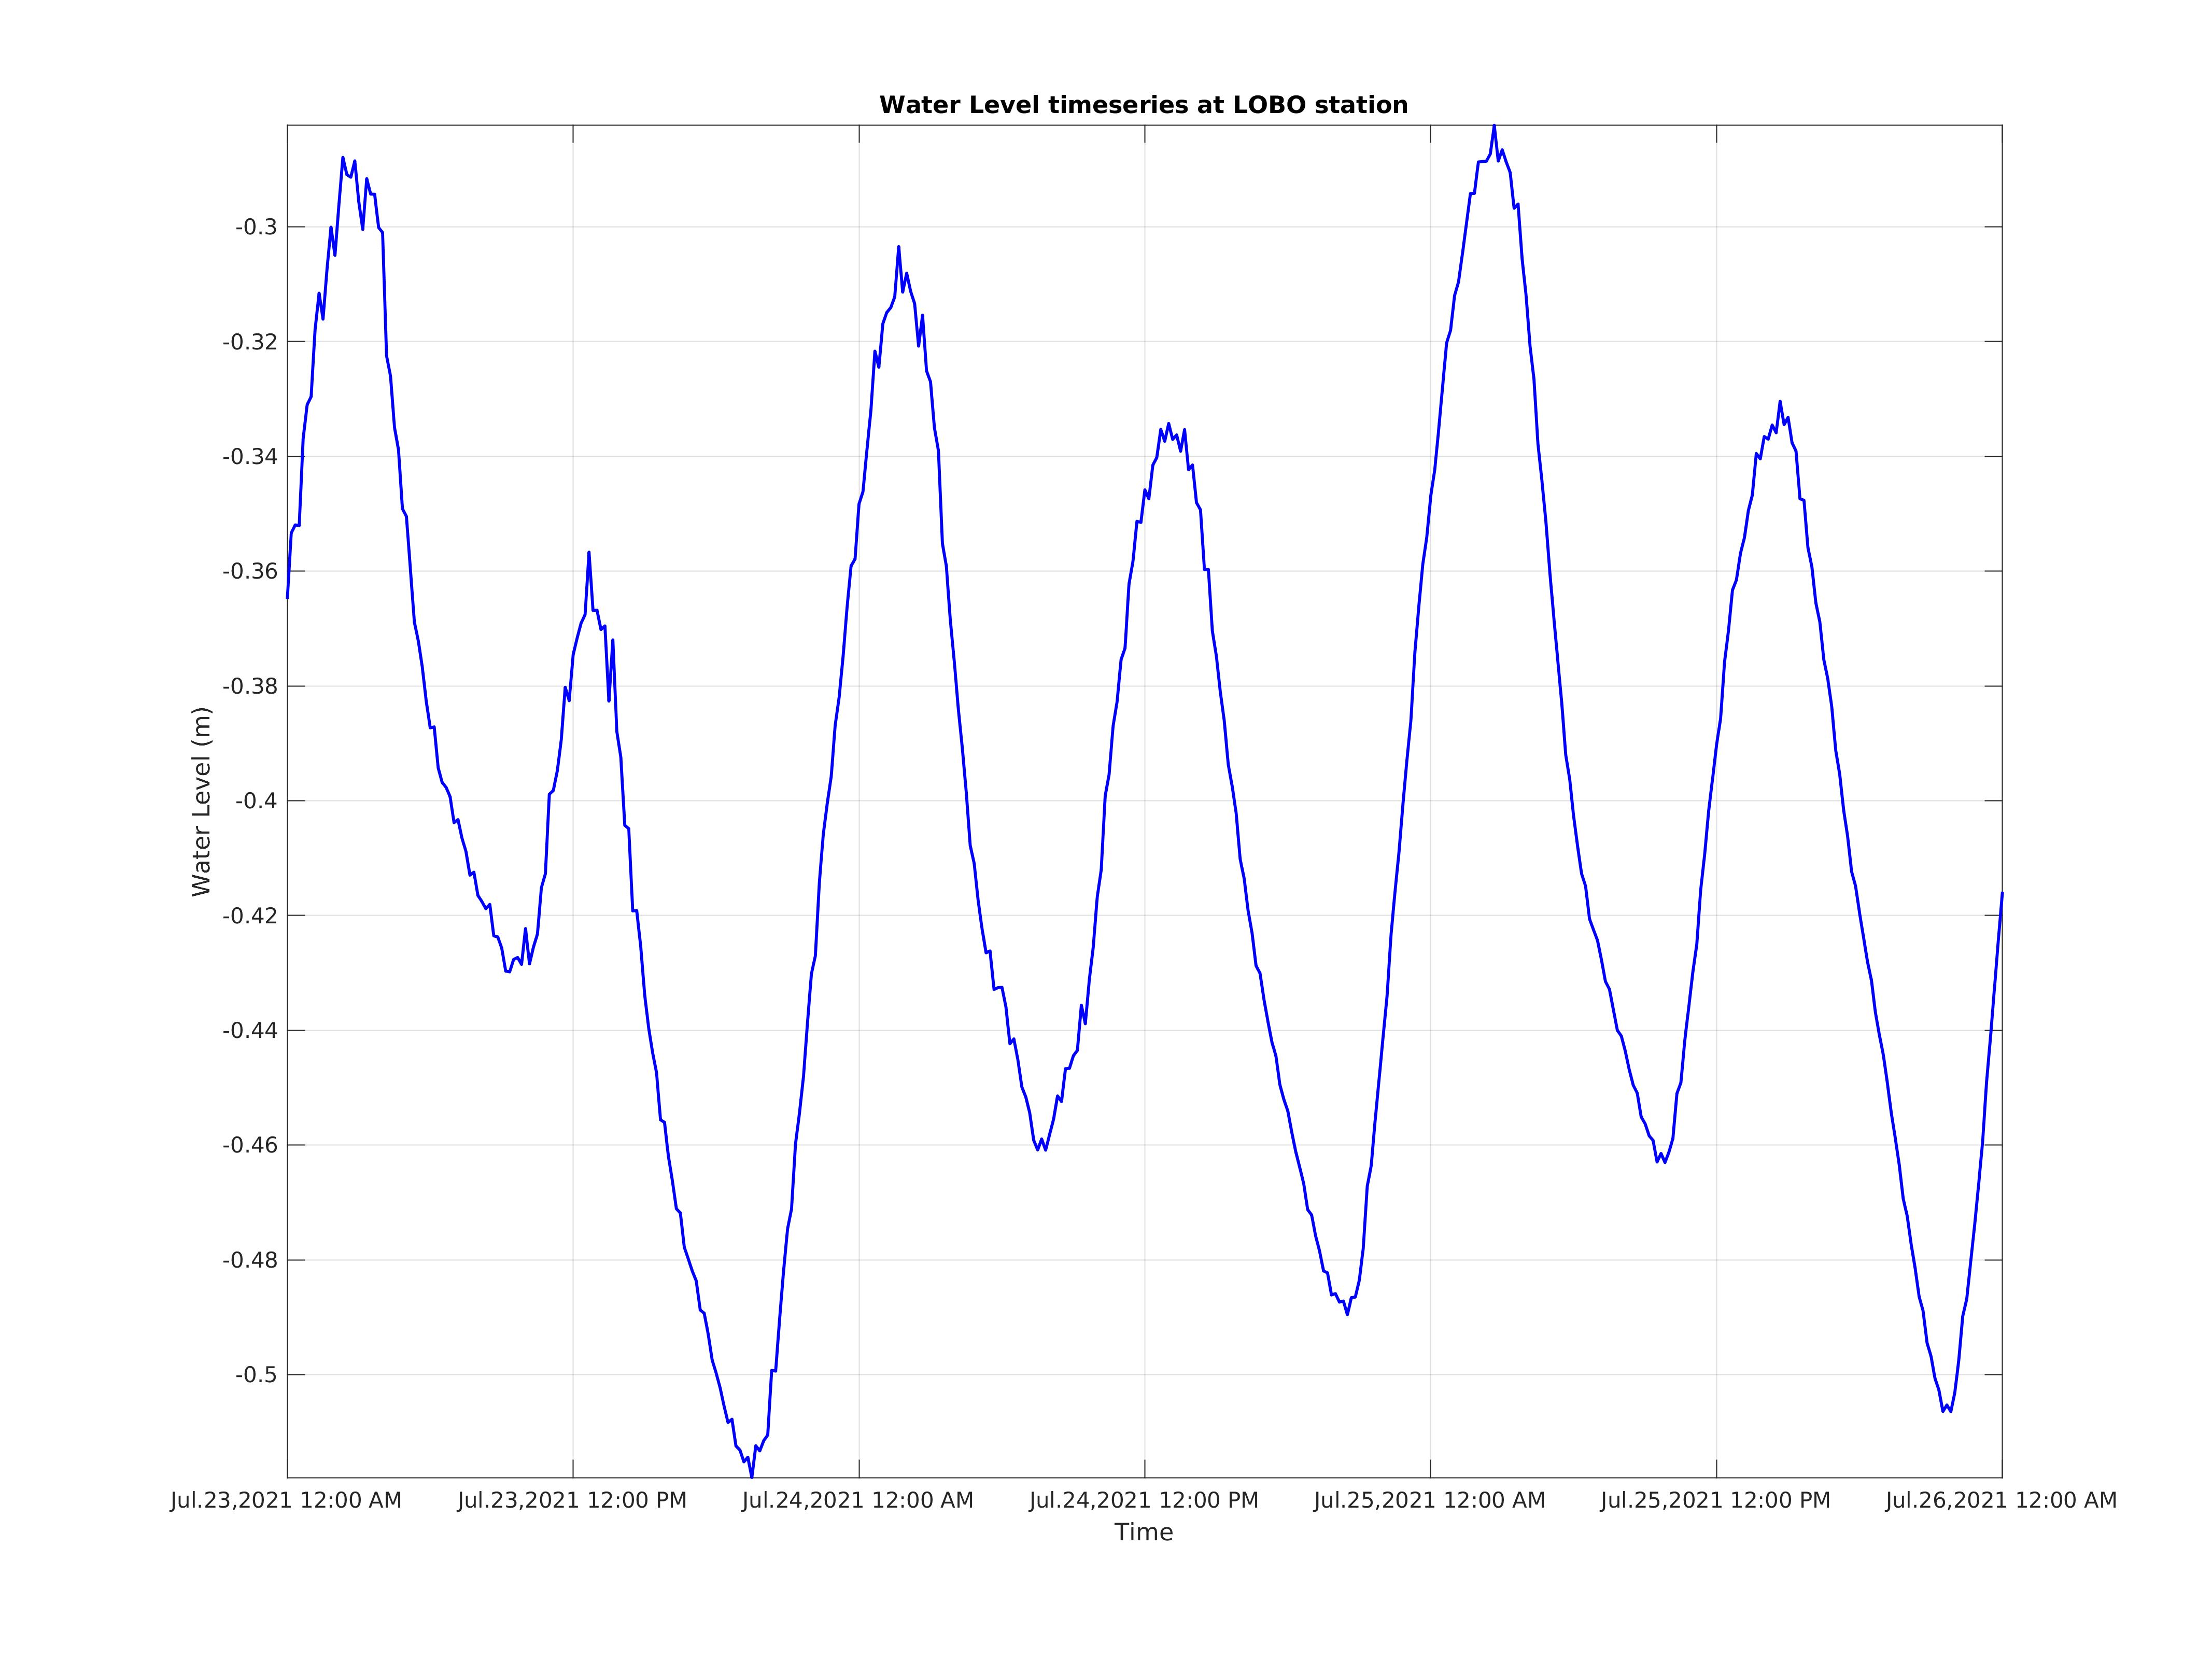 Water Level timeseries at LOBO station
-0.3
-0.32
-0.34
-0.36
-0.38
-0.4
-0.42
-0.44
-0.46
-0.48
-0.5
Water Level (m)
Jul.23,2021 12:00 AM Jul.23,2021 12:00 PM Jul.24,2021 12:00 AM Jul.24,2021 12:00 PM Jul.25,2021 12:00 AM Jul.25,2021 12:00 PM Jul.26,2021 12:00 AM
Time